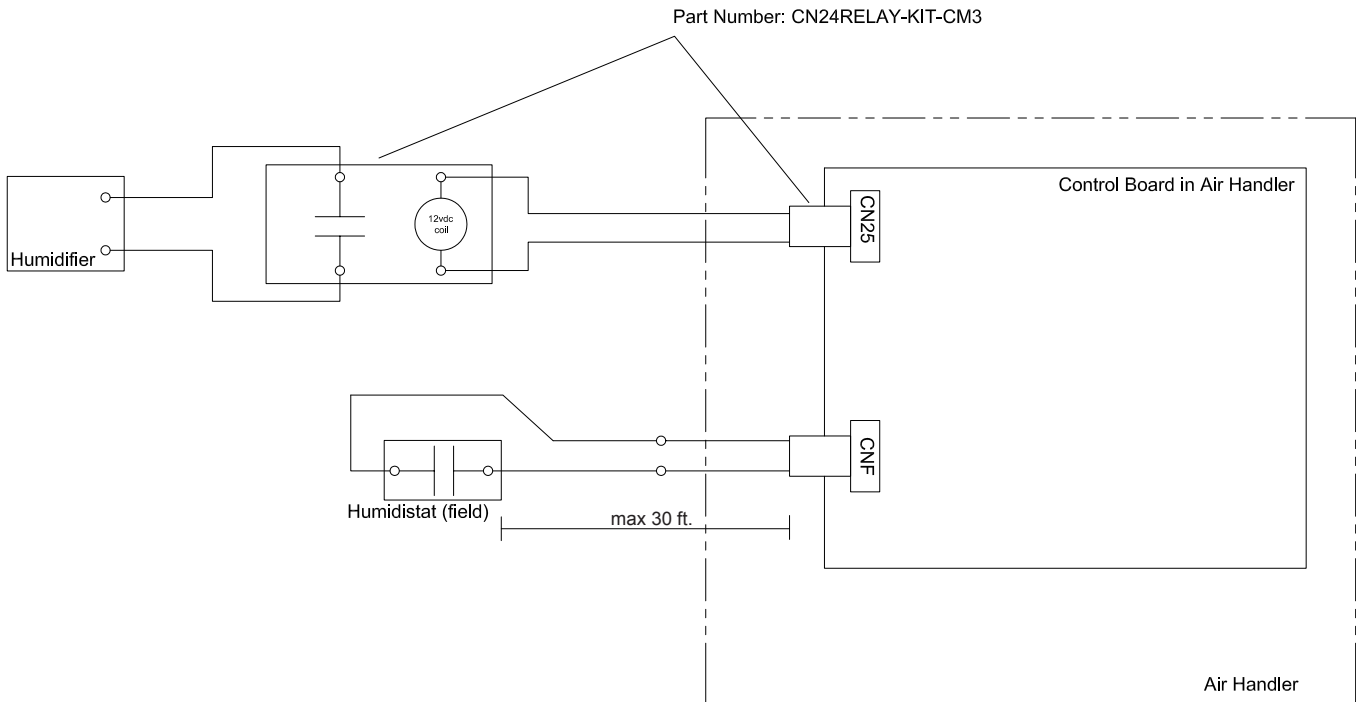 Part Number: CN24RELAY-KIT-CM3
Control Board in Air Handler
CN25
12vdc
coil
Humidifier
CNF
Humidistat (field)
max 30 ft.
Air Handler